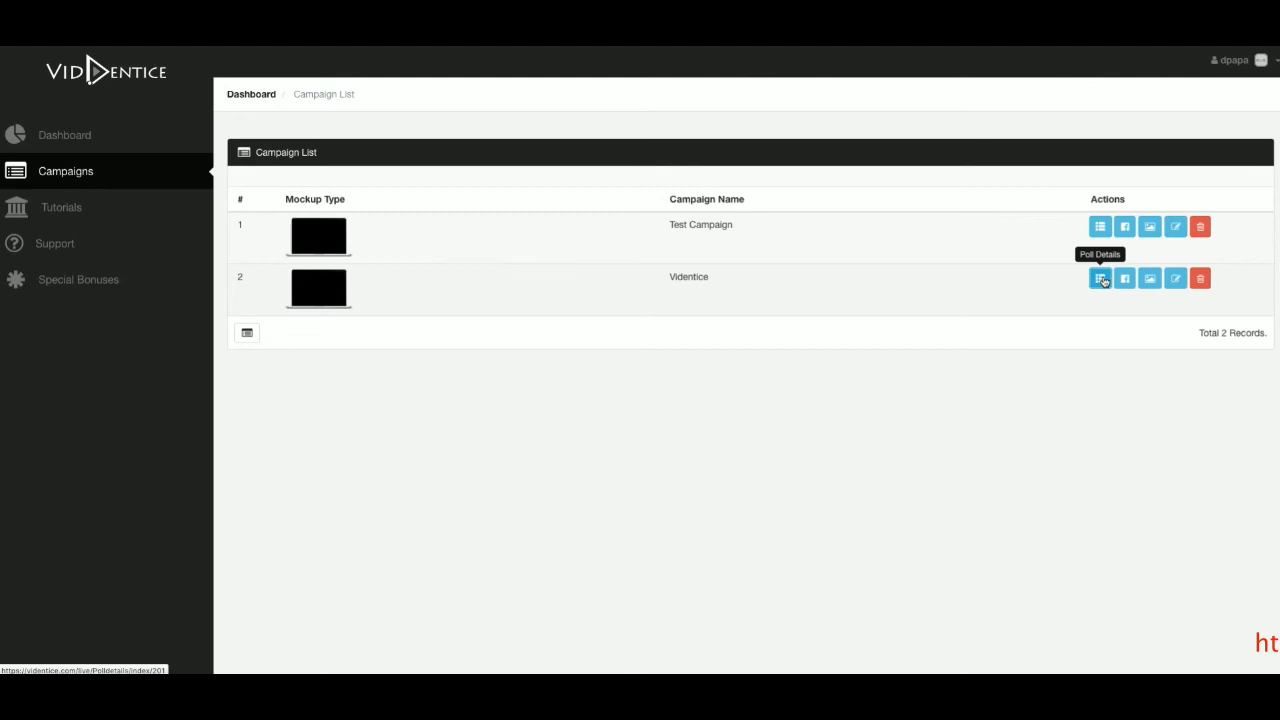 VIDENTICE
dpapa
Dashboard / Campaign List
Dashboard
Campaigns
Tutorials
Support
Special Bonuses
Campaign List
# Mockup Type Campaign Name Actions
1 Test Campaign
Poll Details
2 Videntice
Total 2 Records.
ht
https://videntice.com/live/Polldetails/index/201